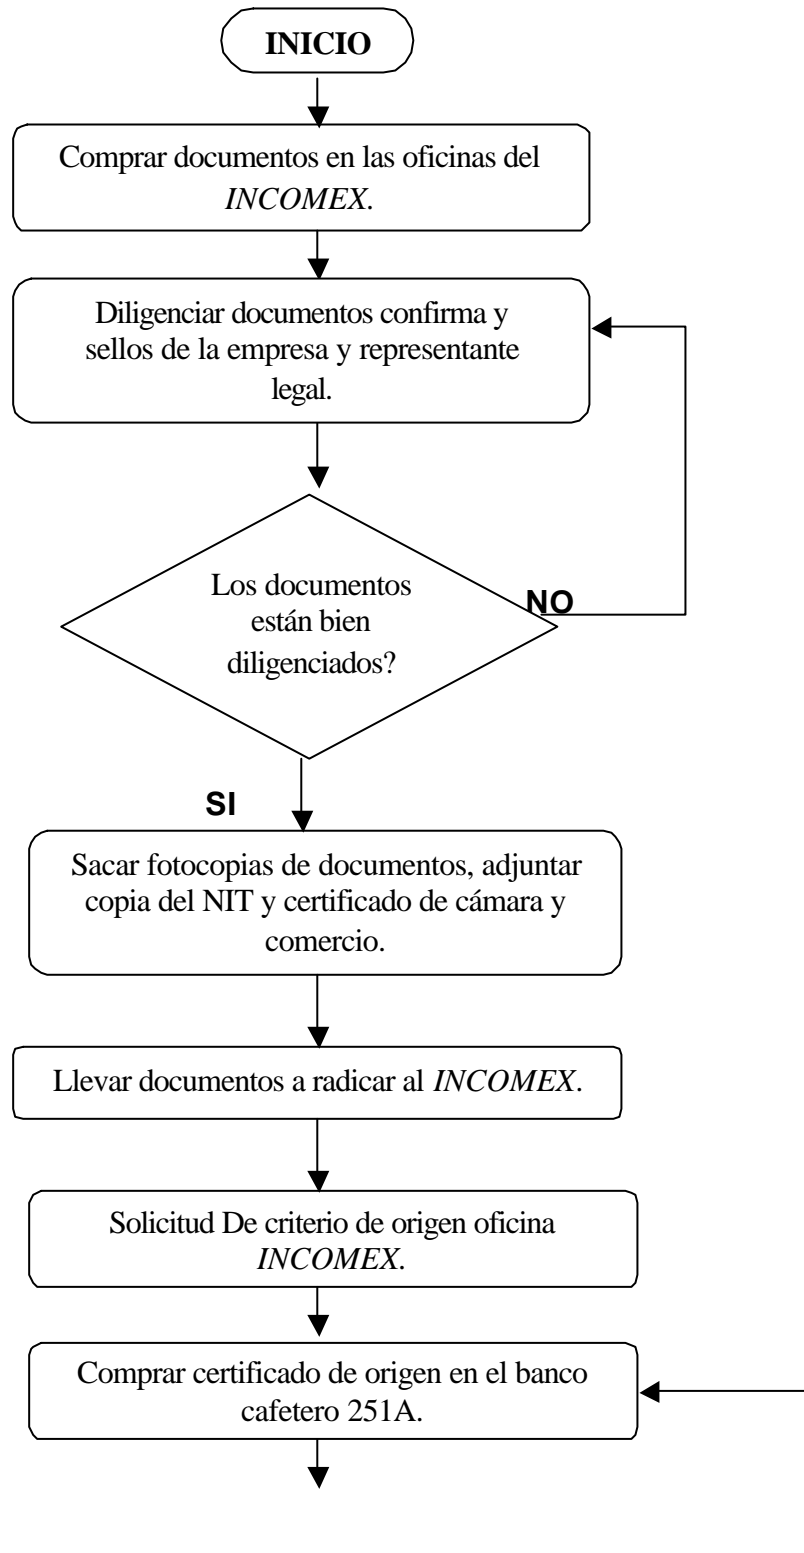 INICIO
Comprar documentos en las oficinas del
INCOMEX.
Diligenciar documentos confirma y
sellos de la empresa y representante
legal.
Los documentos
están bien
diligenciados?
NO
SI
Sacar fotocopias de documentos, adjuntar
copia del NIT y certificado de cámara y
comercio.
Llevar documentos a radicar al INCOMEX.
Solicitud De criterio de origen oficina
INCOMEX.
Comprar certificado de origen en el banco
cafetero 251A.